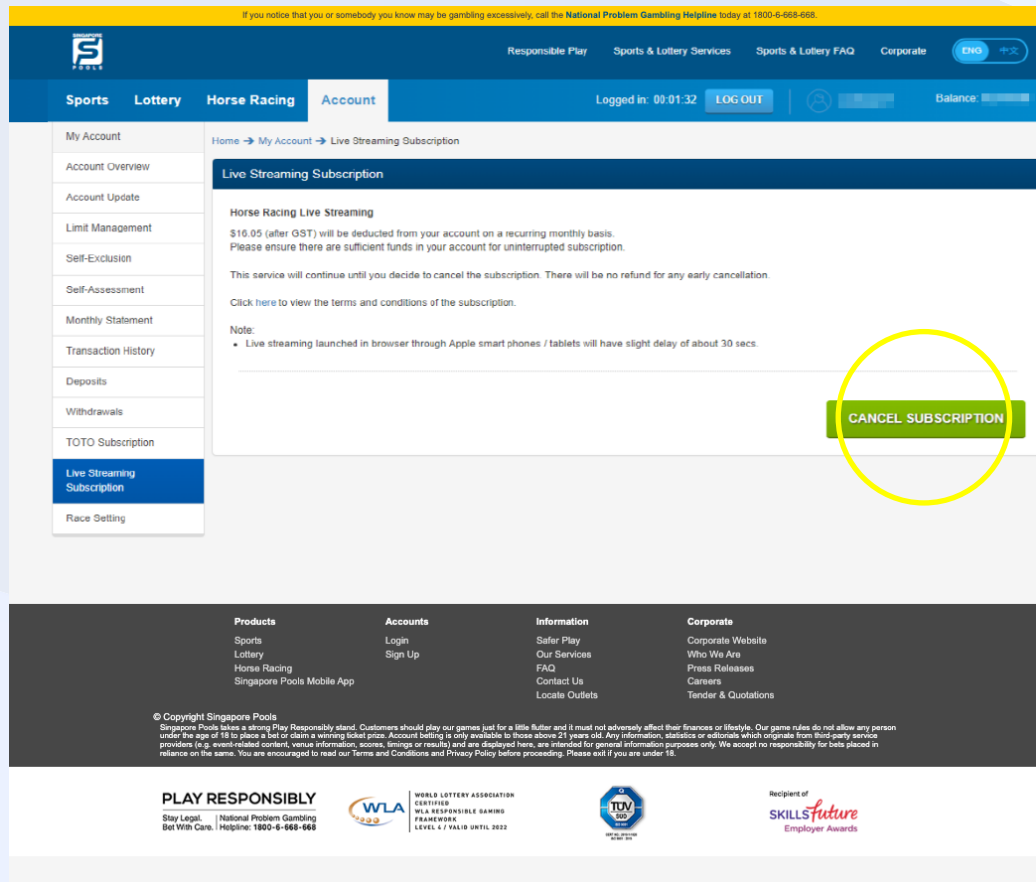 If you notice that you or somebody you know may be gambling excessively, call the National Problem Gambling Helpline today at 1800-6-668-668.
SINGAPORE
POOLS
Responsible Play Sports & Lottery Services Sports & Lottery FAQ Corporate ENG 中文
Sports Lottery Horse Racing Account Logged in: 00:01:32 LOG OUT Balance:
My Account
Account Overview
Account Update
Limit Management
Self-Exclusion
Self-Assessment
Monthly Statement
Transaction History
Deposits
Withdrawals
TOTO Subscription
Live Streaming
Subscription
Race Setting
Home → My Account → Live Streaming Subscription
Live Streaming Subscription
Horse Racing Live Streaming
$16.05 (after GST) will be deducted from your account on a recurring monthly basis.
Please ensure there are sufficient funds in your account for uninterrupted subscription.
This service will continue until you decide to cancel the subscription. There will be no refund for any early cancellation.
Click here to view the terms and conditions of the subscription.
Note:
• Live streaming launched in browser through Apple smart phones / tablets will have slight delay of about 30 secs.
CANCEL SUBSCRIPTION
Products
Sports
Lottery
Horse Racing
Singapore Pools Mobile App
Accounts
Login
Sign Up
Information
Safer Play
Our Services
FAQ
Contact Us
Locate Outlets
Corporate
Corporate Website
Who We Are
Press Releases
Careers
Tender & Quotations
© Copyright Singapore Pools
Singapore Pools takes a strong Play Responsibly stand. Customers should play our games just for a little flutter and it must not adversely affect their finances or lifestyle. Our game rules do not allow any person
under the age of 18 to place a bet or claim a winning ticket prize. Account betting is only available to those above 21 years old. Any information, statistics or editorials which originate from third-party service
providers (e.g. event-related content, venue information, scores, timings or results) and are displayed here, are intended for general information purposes only. We accept no responsibility for bets placed in
reliance on the same. You are encouraged to read our Terms and Conditions and Privacy Policy before proceeding. Please exit if you are under 18.
PLAY RESPONSIBLY
Stay Legal. National Problem Gambling
Bet With Care. Helpline: 1800-6-668-668
WLA
WORLD LOTTERY ASSOCIATION
CERTIFIED
WLA RESPONSIBLE GAMING
FRAMEWORK
LEVEL 4 / VALID UNTIL 2022
TÜV
SÜD
Recipient of
SKILLSfuture
Employer Awards